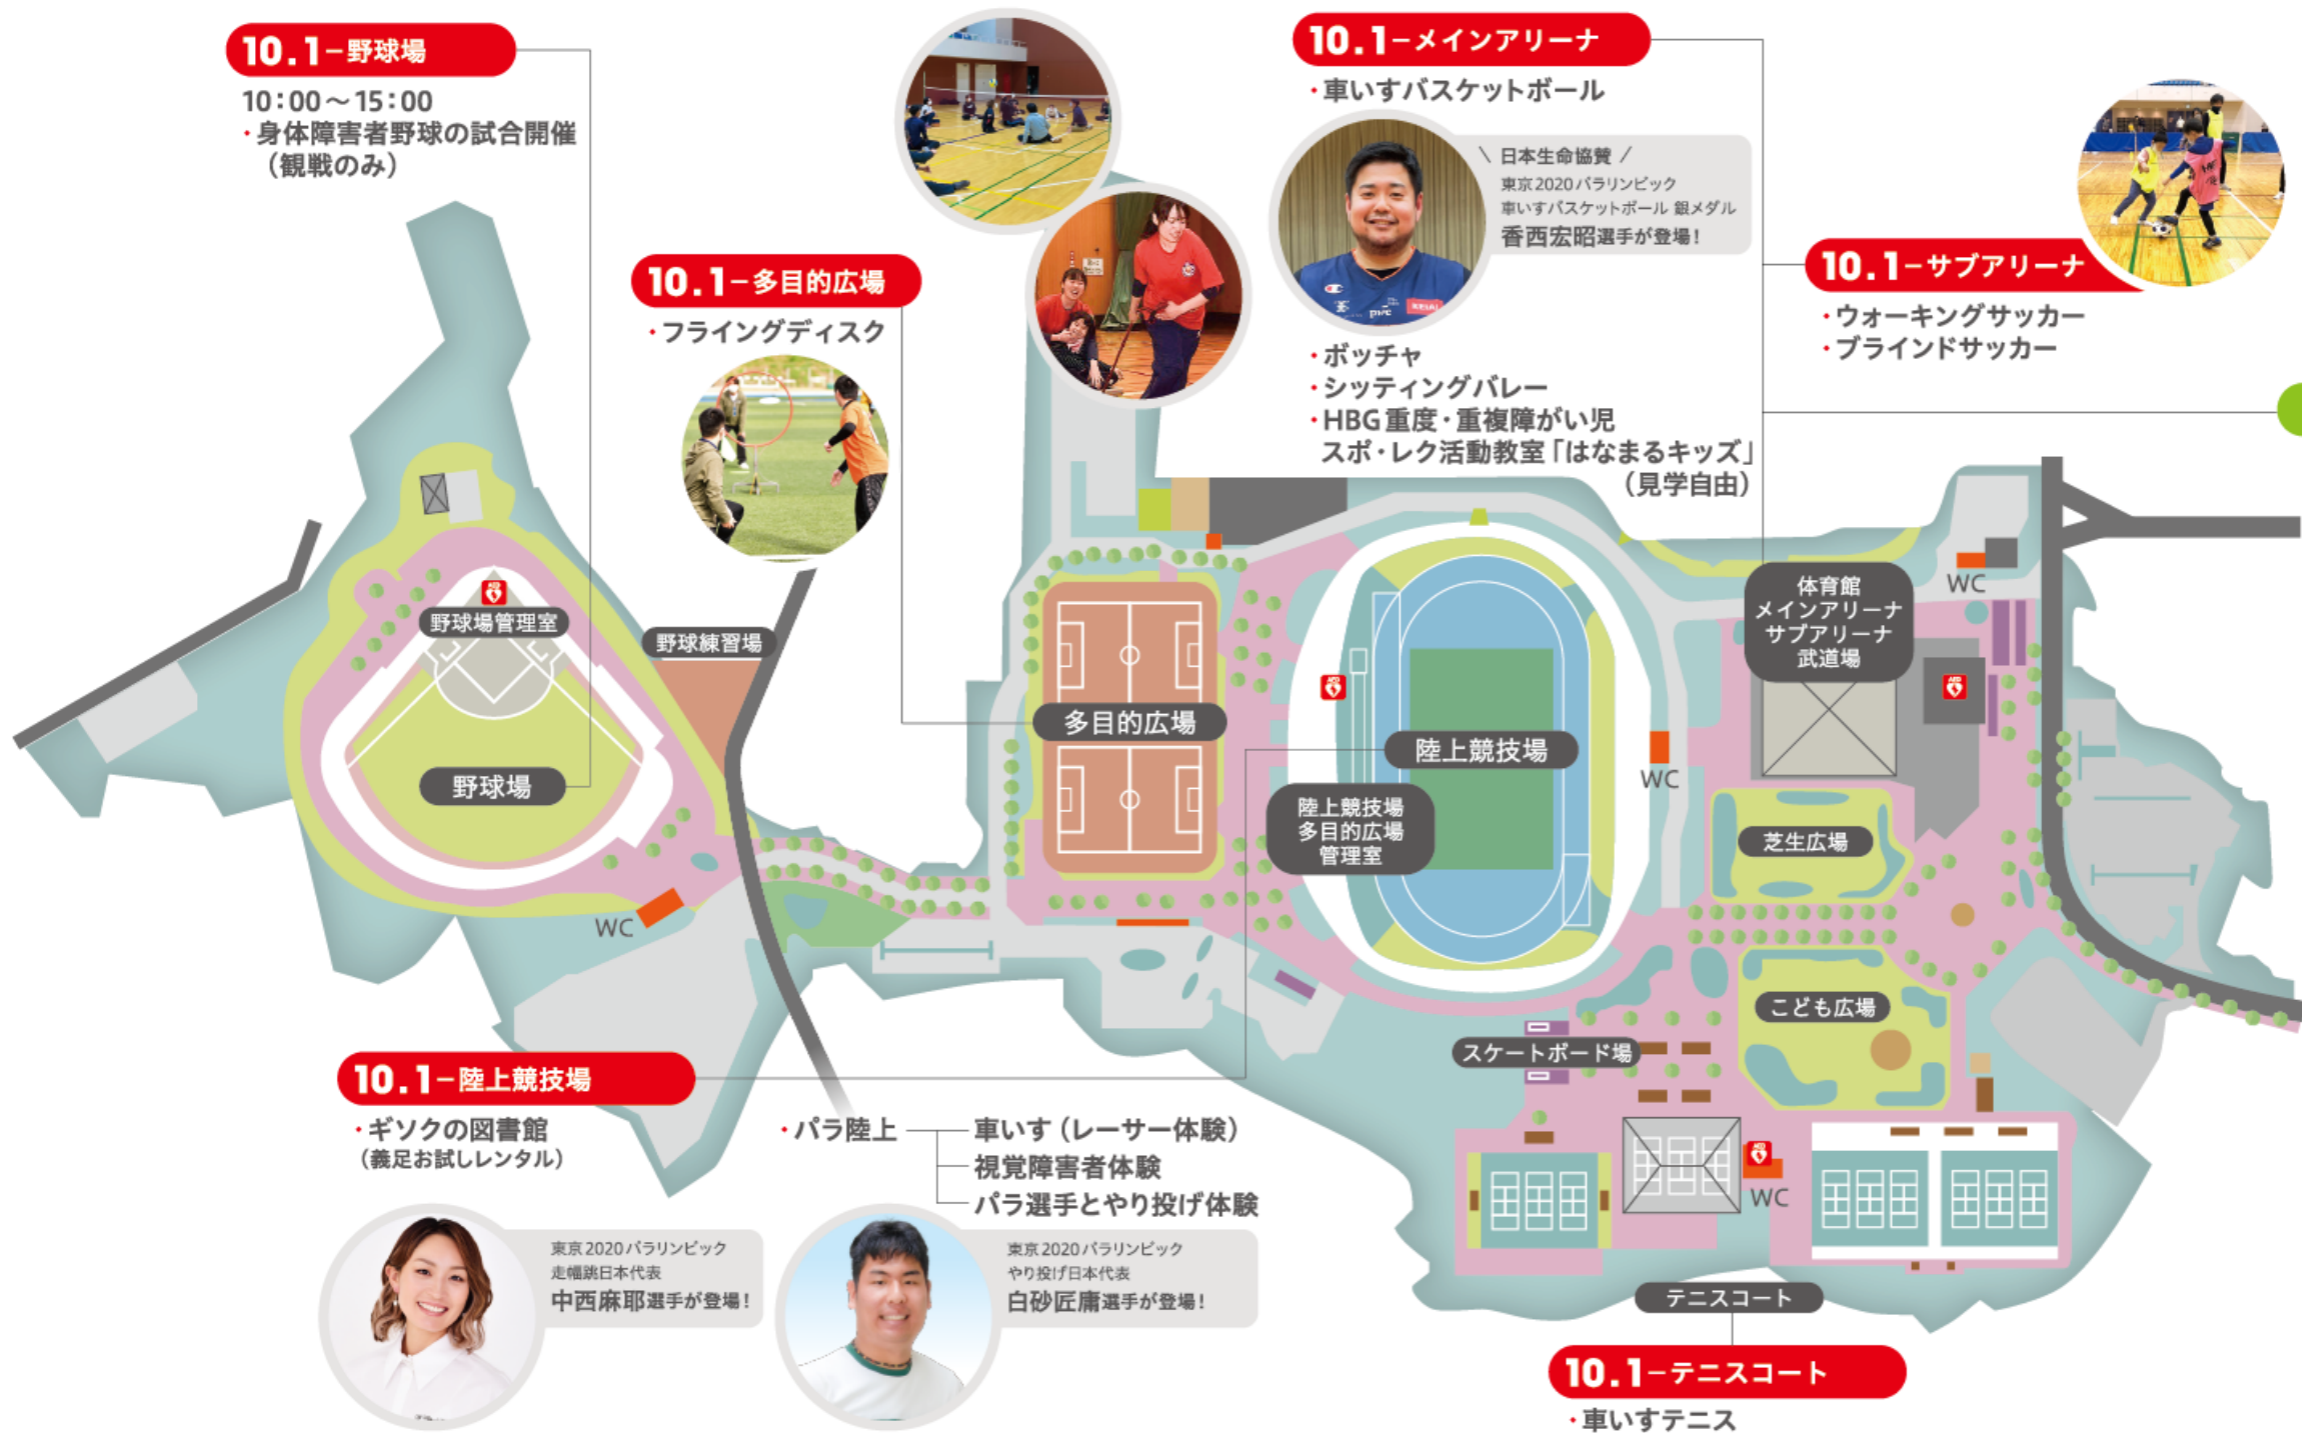 10.1－野球場
10：00～15：00
・身体障害者野球の試合開催
（観戦のみ）
10.1－多目的広場
・フライングディスク
10.1－メインアリーナ
・車いすバスケットボール
＼ 日本生命協賛 ／
東京2020パラリンピック
車いすバスケットボール 銀メダル
香西宏昭選手が登場！
・ボッチャ
・シッティングバレー
・HBG重度・重複障がい児
スポ・レク活動教室「はなまるキッズ」
（見学自由）
10.1－サブアリーナ
・ウォーキングサッカー
・ブラインドサッカー
AED
野球場管理室
野球練習場
野球場
WC
多目的広場
AED
陸上競技場
陸上競技場
多目的広場
管理室
WC
体育館
メインアリーナ
サブアリーナ
武道場
WC
AED
芝生広場
こども広場
スケートボード場
AED
WC
テニスコート
10.1－陸上競技場
・ギソクの図書館
（義足お試しレンタル）
・パラ陸上
車いす（レーサー体験）
視覚障害者体験
パラ選手とやり投げ体験
東京2020パラリンピック
走幅跳日本代表
中西麻耶選手が登場！
東京2020パラリンピック
やり投げ日本代表
白砂匠庸選手が登場！
10.1－テニスコート
・車いすテニス